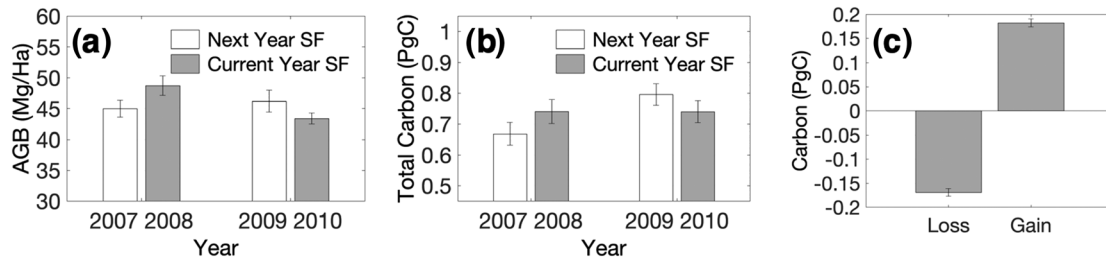 (a)
AGB (Mg/Ha)
60
55
50
45
40
35
30
Next Year SF
Current Year SF
2007 2008 2009 2010
Year
(b)
Total Carbon (PgC)
1
0.9
0.8
0.7
0.6
0.5
Next Year SF
Current Year SF
2007 2008 2009 2010
Year
(c)
Carbon (PgC)
0.2
0.15
0.1
0.05
0
-0.05
-0.1
-0.15
-0.2
Loss Gain